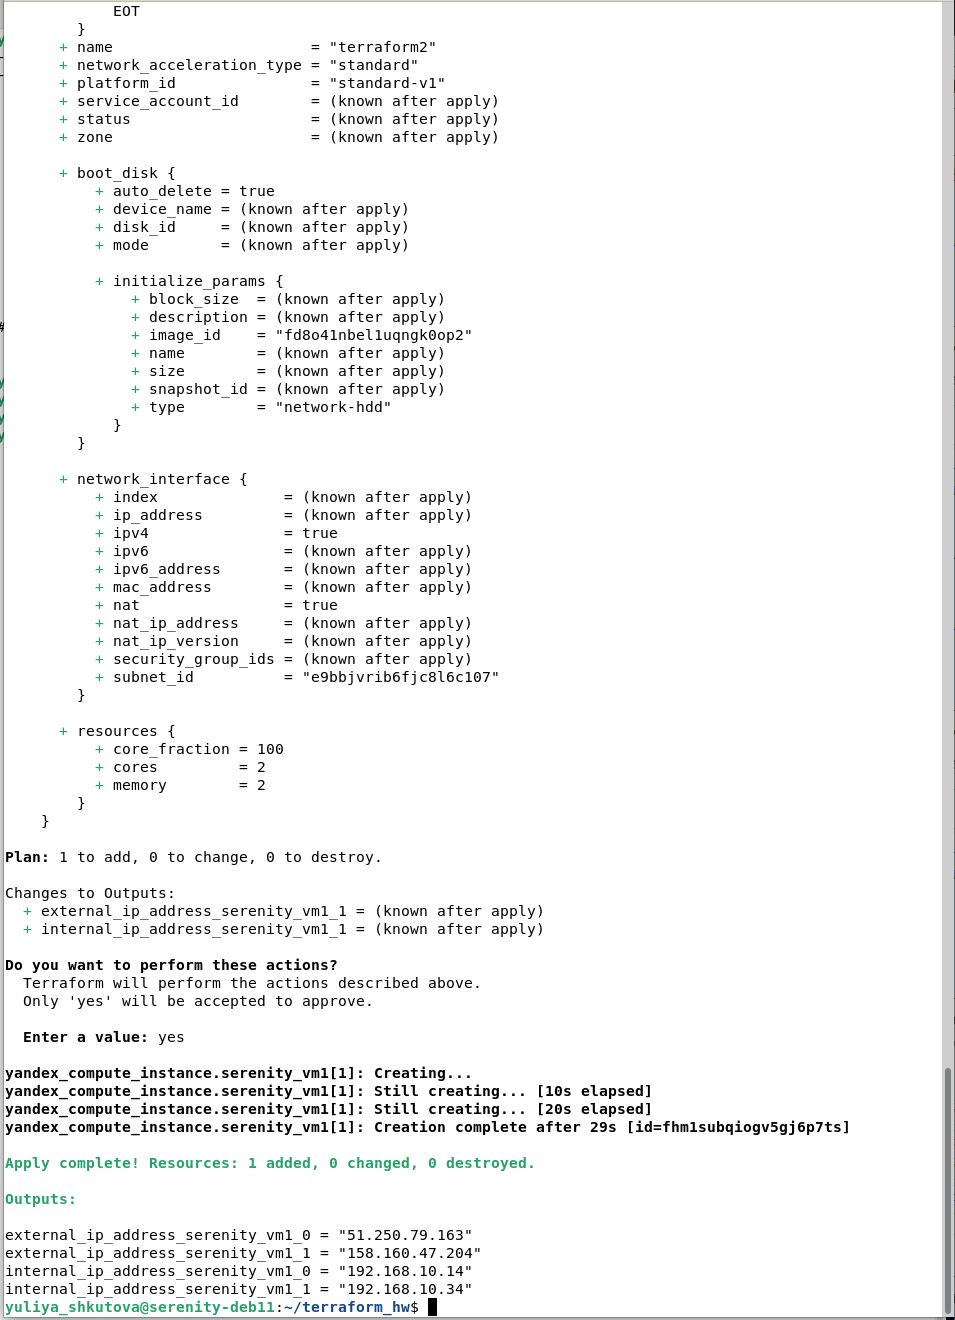 EOT
        }
      + name                      = "terraform2"
      + network_acceleration_type = "standard"
      + platform_id               = "standard-v1"
      + service_account_id        = (known after apply)
      + status                    = (known after apply)
      + zone                      = (known after apply)

      + boot_disk {
          + auto_delete = true
          + device_name = (known after apply)
          + disk_id     = (known after apply)
          + mode        = (known after apply)

          + initialize_params {
              + block_size  = (known after apply)
              + description = (known after apply)
              + image_id    = "fd8o41nbel1uqngk0op2"
              + name        = (known after apply)
              + size        = (known after apply)
              + snapshot_id = (known after apply)
              + type        = "network-hdd"
            }
        }

      + network_interface {
          + index              = (known after apply)
          + ip_address         = (known after apply)
          + ipv4               = true
          + ipv6               = (known after apply)
          + ipv6_address       = (known after apply)
          + mac_address        = (known after apply)
          + nat                = true
          + nat_ip_address     = (known after apply)
          + nat_ip_version     = (known after apply)
          + security_group_ids = (known after apply)
          + subnet_id          = "e9bbjvrib6fjc8l6c107"
        }

      + resources {
          + core_fraction = 100
          + cores         = 2
          + memory        = 2
        }
    }

Plan: 1 to add, 0 to change, 0 to destroy.

Changes to Outputs:
  + external_ip_address_serenity_vm1_1 = (known after apply)
  + internal_ip_address_serenity_vm1_1 = (known after apply)

Do you want to perform these actions?
  Terraform will perform the actions described above.
  Only 'yes' will be accepted to approve.

  Enter a value: yes

yandex_compute_instance.serenity_vm1[1]: Creating...
yandex_compute_instance.serenity_vm1[1]: Still creating... [10s elapsed]
yandex_compute_instance.serenity_vm1[1]: Still creating... [20s elapsed]
yandex_compute_instance.serenity_vm1[1]: Creation complete after 29s [id=fhm1subqiogv5gj6p7ts]

Apply complete! Resources: 1 added, 0 changed, 0 destroyed.

Outputs:

external_ip_address_serenity_vm1_0 = "51.250.79.163"
external_ip_address_serenity_vm1_1 = "158.160.47.204"
internal_ip_address_serenity_vm1_0 = "192.168.10.14"
internal_ip_address_serenity_vm1_1 = "192.168.10.34"
yuliya_shkutova@serenity-deb11:~/terraform_hw$